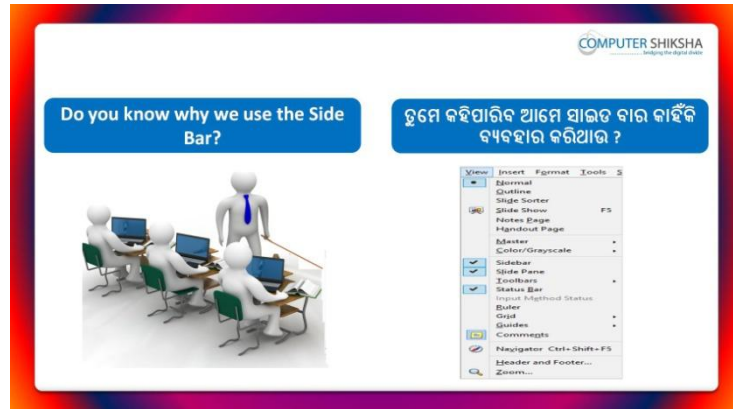 COMPUTER SHIKSHA
bridging the digital divide
Do you know why we use the Side
Bar?
ତୁମେ କହିପାରିବ ଆମେ ସାଇଡ ବାର କାହିଁକି
ବ୍ୟବହାର କରିଥାଉ ?
View Insert Format Tools S
Normal
Outline
Slide Sorter
Slide Show F5
Notes Page
Handout Page
Master
Color/Grayscale
Sidebar
Slide Pane
Toolbars
Status Bar
Input Method Status
Ruler
Grid
Guides
Comments
Navigator Ctrl+Shift+F5
Header and Footer...
Zoom...